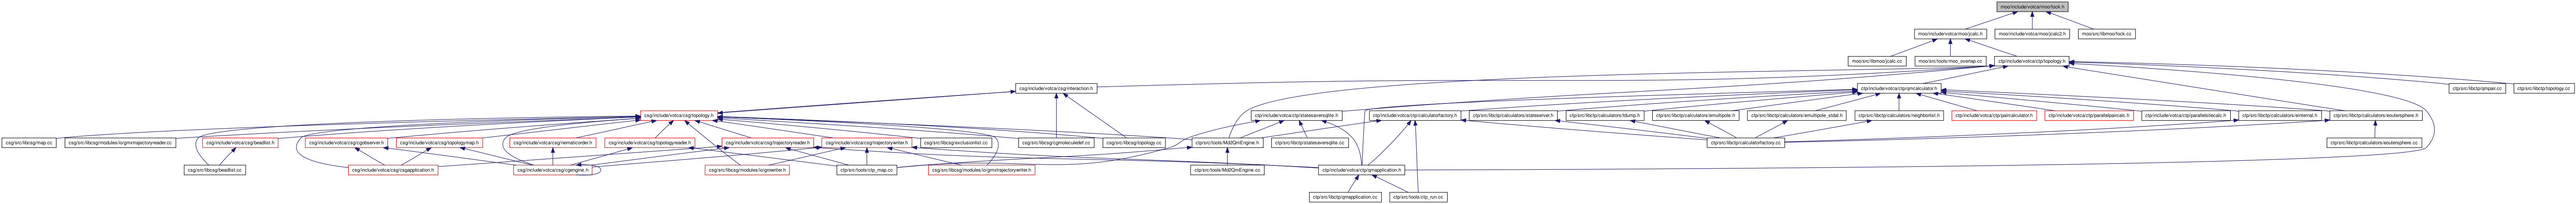 moo/include/votca/moo/fock.h
moo/include/votca/moo/jcalc.h
moo/include/votca/moo/jcalc2.h
moo/src/libmoo/fock.cc
moo/src/libmoo/jcalc.cc
moo/src/tools/moo_overlap.cc
ctp/include/votca/ctp/topology.h
csg/include/votca/csg/interaction.h
ctp/include/votca/ctp/qmcalculator.h
ctp/src/libctp/qmpair.cc
ctp/src/libctp/topology.cc
csg/include/votca/csg/topology.h
ctp/include/votca/ctp/statesaversqlite.h
ctp/include/votca/ctp/calculatorfactory.h
ctp/src/libctp/calculators/stateserver.h
ctp/src/libctp/calculators/tdump.h
ctp/src/libctp/calculators/emultipole.h
ctp/src/libctp/calculators/emultipole_stdal.h
ctp/src/libctp/calculators/neighborlist.h
ctp/include/votca/ctp/paircalculator.h
ctp/include/votca/ctp/parallelpaircalc.h
ctp/include/votca/ctp/parallelxjobcalc.h
ctp/src/libctp/calculators/einternal.h
ctp/src/libctp/calculators/eoutersphere.h
csg/src/libcsg/map.cc
csg/src/libcsg/modules/io/gmxtrajectoryreader.cc
csg/include/votca/csg/beadlist.h
csg/include/votca/csg/cgobserver.h
csg/include/votca/csg/topologymap.h
csg/include/votca/csg/nematicorder.h
csg/include/votca/csg/topologyreader.h
csg/include/votca/csg/trajectoryreader.h
csg/include/votca/csg/trajectorywriter.h
csg/src/libcsg/exclusionlist.cc
csg/src/libcsg/cgmoleculedef.cc
csg/src/libcsg/topology.cc
ctp/src/tools/Md2QmEngine.h
ctp/src/libctp/statesaversqlite.cc
ctp/src/libctp/calculatorfactory.cc
ctp/src/libctp/calculators/eoutersphere.cc
csg/src/libcsg/beadlist.cc
csg/include/votca/csg/csgapplication.h
csg/include/votca/csg/cgengine.h
csg/src/libcsg/modules/io/growriter.h
ctp/src/tools/ctp_map.cc
csg/src/libcsg/modules/io/gmxtrajectorywriter.h
ctp/src/tools/Md2QmEngine.cc
ctp/include/votca/ctp/qmapplication.h
ctp/src/libctp/qmapplication.cc
ctp/src/tools/ctp_run.cc